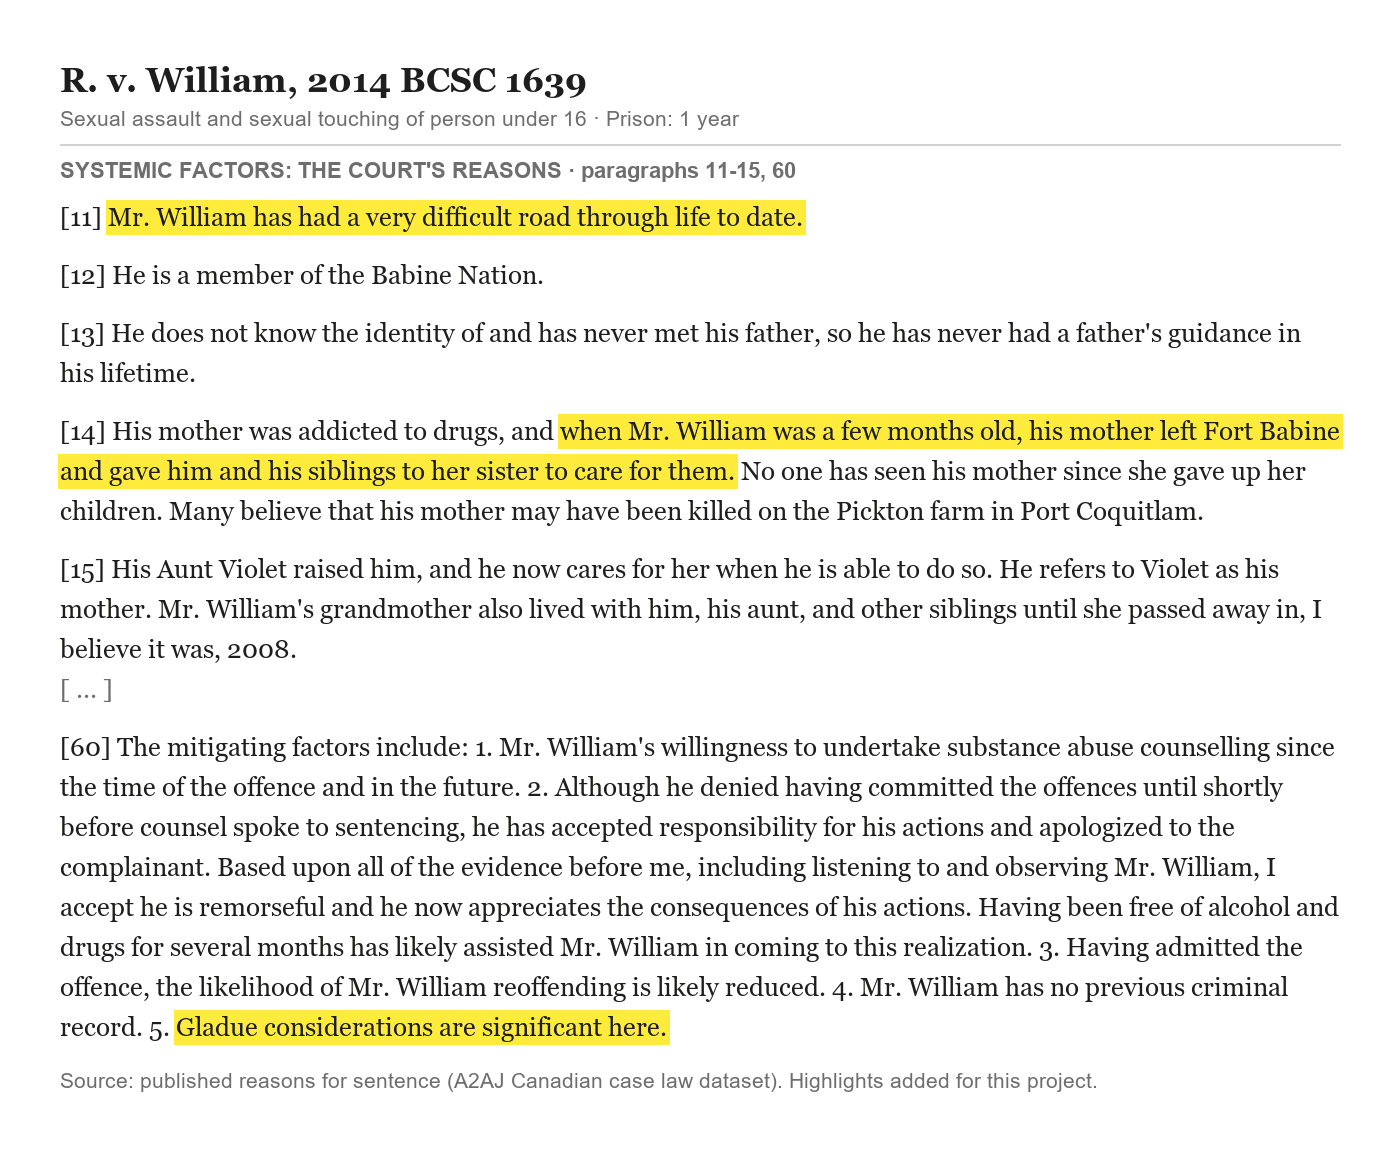 R. v. William, 2014 BCSC 1639
Sexual assault and sexual touching of person under 16 · Prison: 1 year
SYSTEMIC FACTORS: THE COURT'S REASONS · paragraphs 11-15, 60
[11] Mr. William has had a very difficult road through life to date.
[12] He is a member of the Babine Nation.
[13] He does not know the identity of and has never met his father, so he has never had a father's guidance in
his lifetime.
[14] His mother was addicted to drugs, and when Mr. William was a few months old, his mother left Fort Babine
and gave him and his siblings to her sister to care for them. No one has seen his mother since she gave up her
children. Many believe that his mother may have been killed on the Pickton farm in Port Coquitlam.
[15] His Aunt Violet raised him, and he now cares for her when he is able to do so. He refers to Violet as his
mother. Mr. William's grandmother also lived with him, his aunt, and other siblings until she passed away in, I
believe it was, 2008.
[ ... ]
[60] The mitigating factors include: 1. Mr. William's willingness to undertake substance abuse counselling since
the time of the offence and in the future. 2. Although he denied having committed the offences until shortly
before counsel spoke to sentencing, he has accepted responsibility for his actions and apologized to the
complainant. Based upon all of the evidence before me, including listening to and observing Mr. William, I
accept he is remorseful and he now appreciates the consequences of his actions. Having been free of alcohol and
drugs for several months has likely assisted Mr. William in coming to this realization. 3. Having admitted the
offence, the likelihood of Mr. William reoffending is likely reduced. 4. Mr. William has no previous criminal
record. 5. Gladue considerations are significant here.
Source: published reasons for sentence (A2AJ Canadian case law dataset). Highlights added for this project.